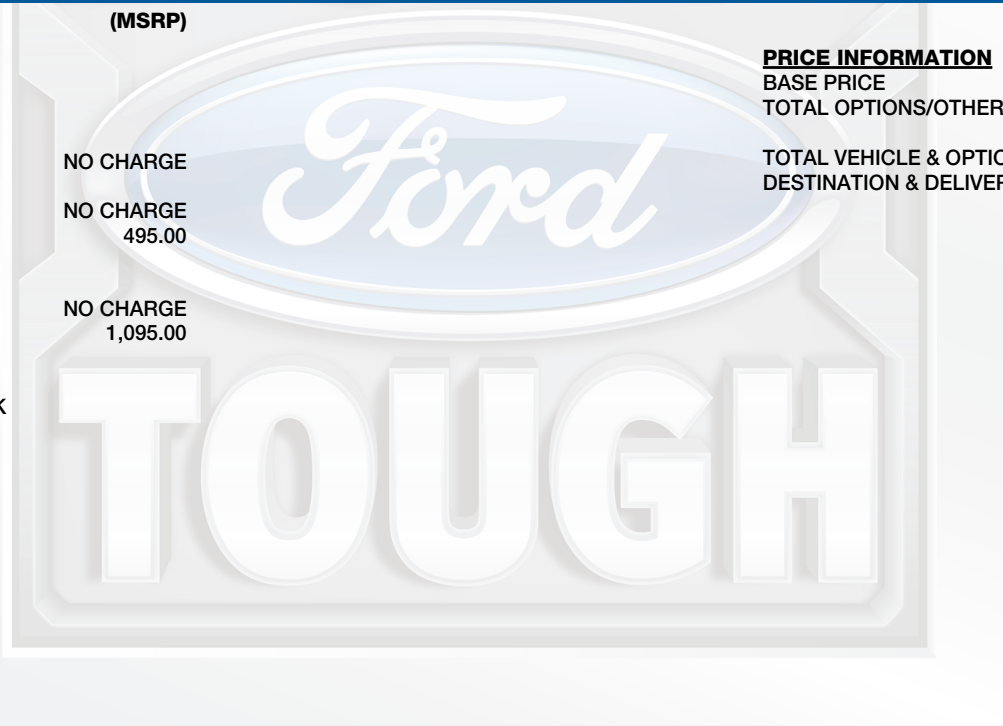 (MSRP)
NO CHARGE
NO CHARGE
495.00
NO CHARGE
1,095.00
K
PRICE INFORMATION
BASE PRICE
TOTAL OPTIONS/OTHER
TOTAL VEHICLE & OPTIO
DESTINATION & DELIVER
Ford
TOUGH